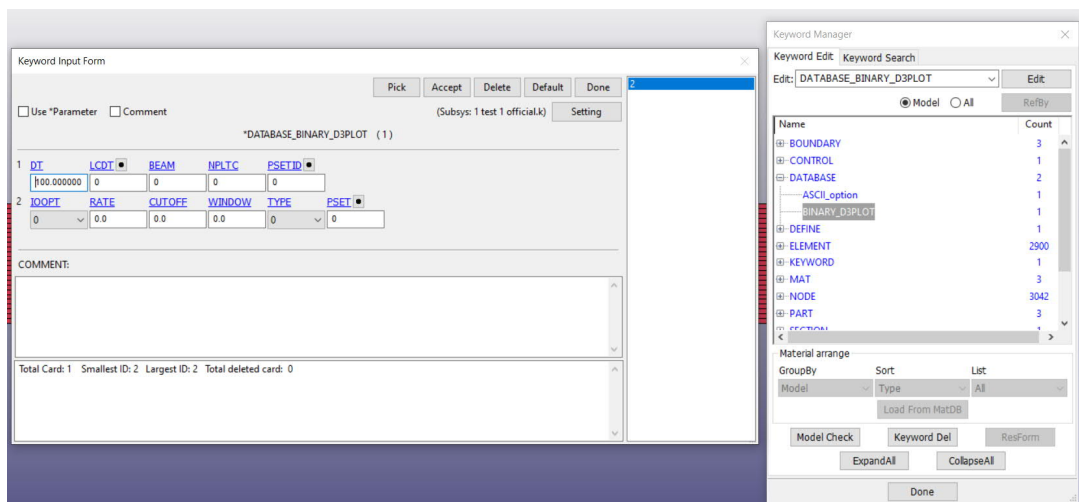 Keyword Input Form
Pick Accept Delete Default Done
Use *Parameter Comment (Subsys: 1 test 1 official.k) Setting
*DATABASE_BINARY_D3PLOT (1)
1 DT LCDT BEAM NPLTC PSETID
100.000000 0 0 0 0
2 IOOPT RATE CUTOFF WINDOW TYPE PSET
0 0.0 0.0 0.0 0 0
COMMENT:
Total Card: 1 Smallest ID: 2 Largest ID: 2 Total deleted card: 0
2
Keyword Manager
Keyword Edit Keyword Search
Edit: DATABASE_BINARY_D3PLOT Edit
Model All RefBy
Name Count
BOUNDARY 3
CONTROL 1
DATABASE 2
ASCII_option 1
BINARY_D3PLOT 1
DEFINE 1
ELEMENT 2900
KEYWORD 1
MAT 3
NODE 3042
PART 3
SECTION 1
Material arrange
GroupBy Sort List
Model Type All
Load From MatDB
Model Check Keyword Del ResForm
ExpandAll CollapseAll
Done